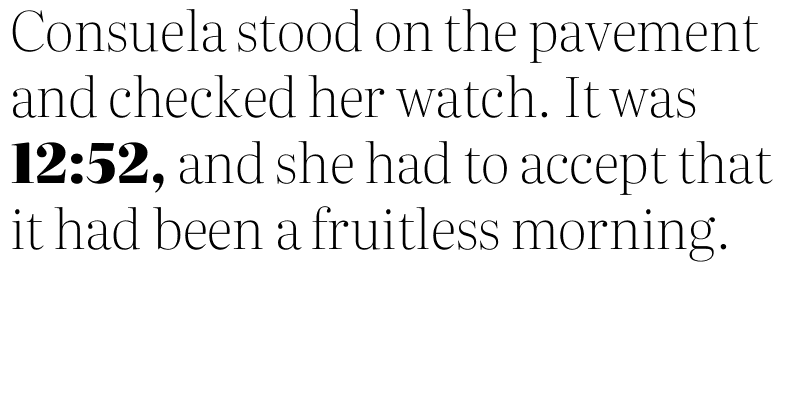 Consuela stood on the pavement
and checked her watch. It was
12:52, and she had to accept that
it had been a fruitless morning.